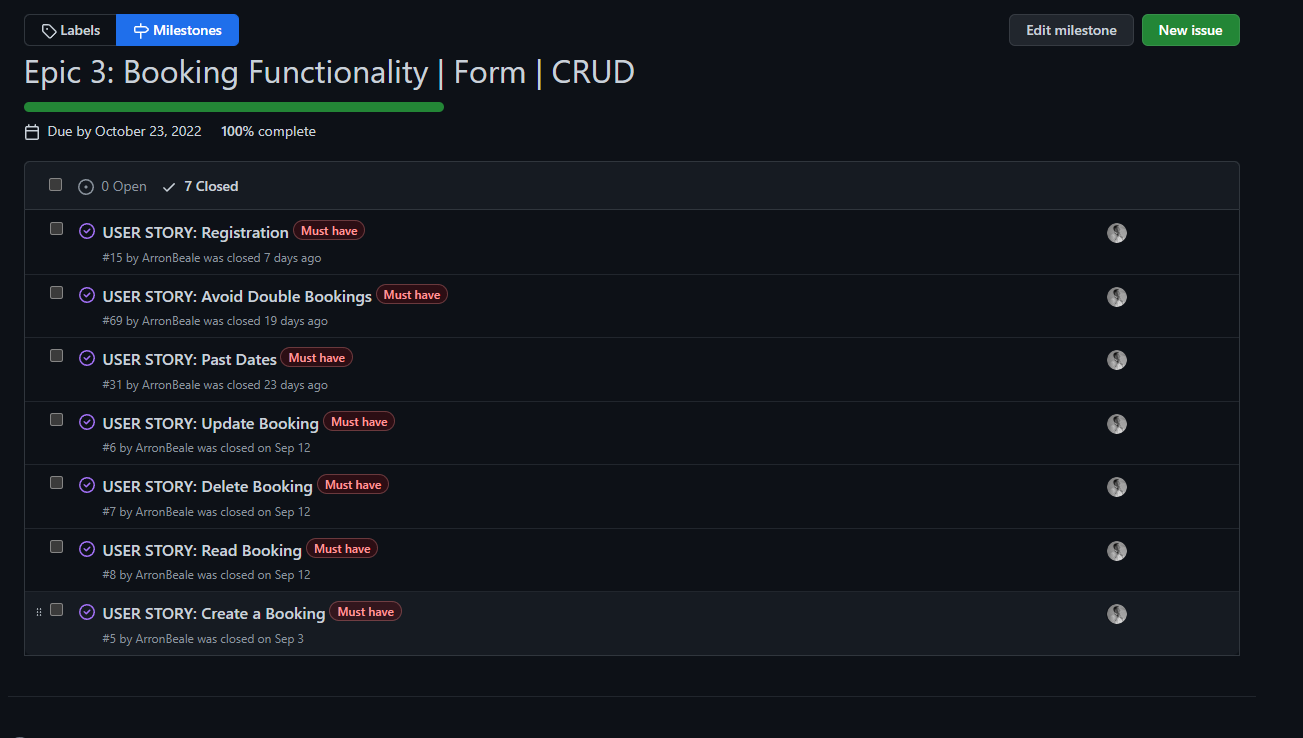 Labels Milestones Edit milestone New issue
Epic 3: Booking Functionality | Form | CRUD
Due by October 23, 2022 100% complete
0 Open 7 Closed
USER STORY: Registration Must have
#15 by ArronBeale was closed 7 days ago
USER STORY: Avoid Double Bookings Must have
#69 by ArronBeale was closed 19 days ago
USER STORY: Past Dates Must have
#31 by ArronBeale was closed 23 days ago
USER STORY: Update Booking Must have
#6 by ArronBeale was closed on Sep 12
USER STORY: Delete Booking Must have
#7 by ArronBeale was closed on Sep 12
USER STORY: Read Booking Must have
#8 by ArronBeale was closed on Sep 12
USER STORY: Create a Booking Must have
#5 by ArronBeale was closed on Sep 3